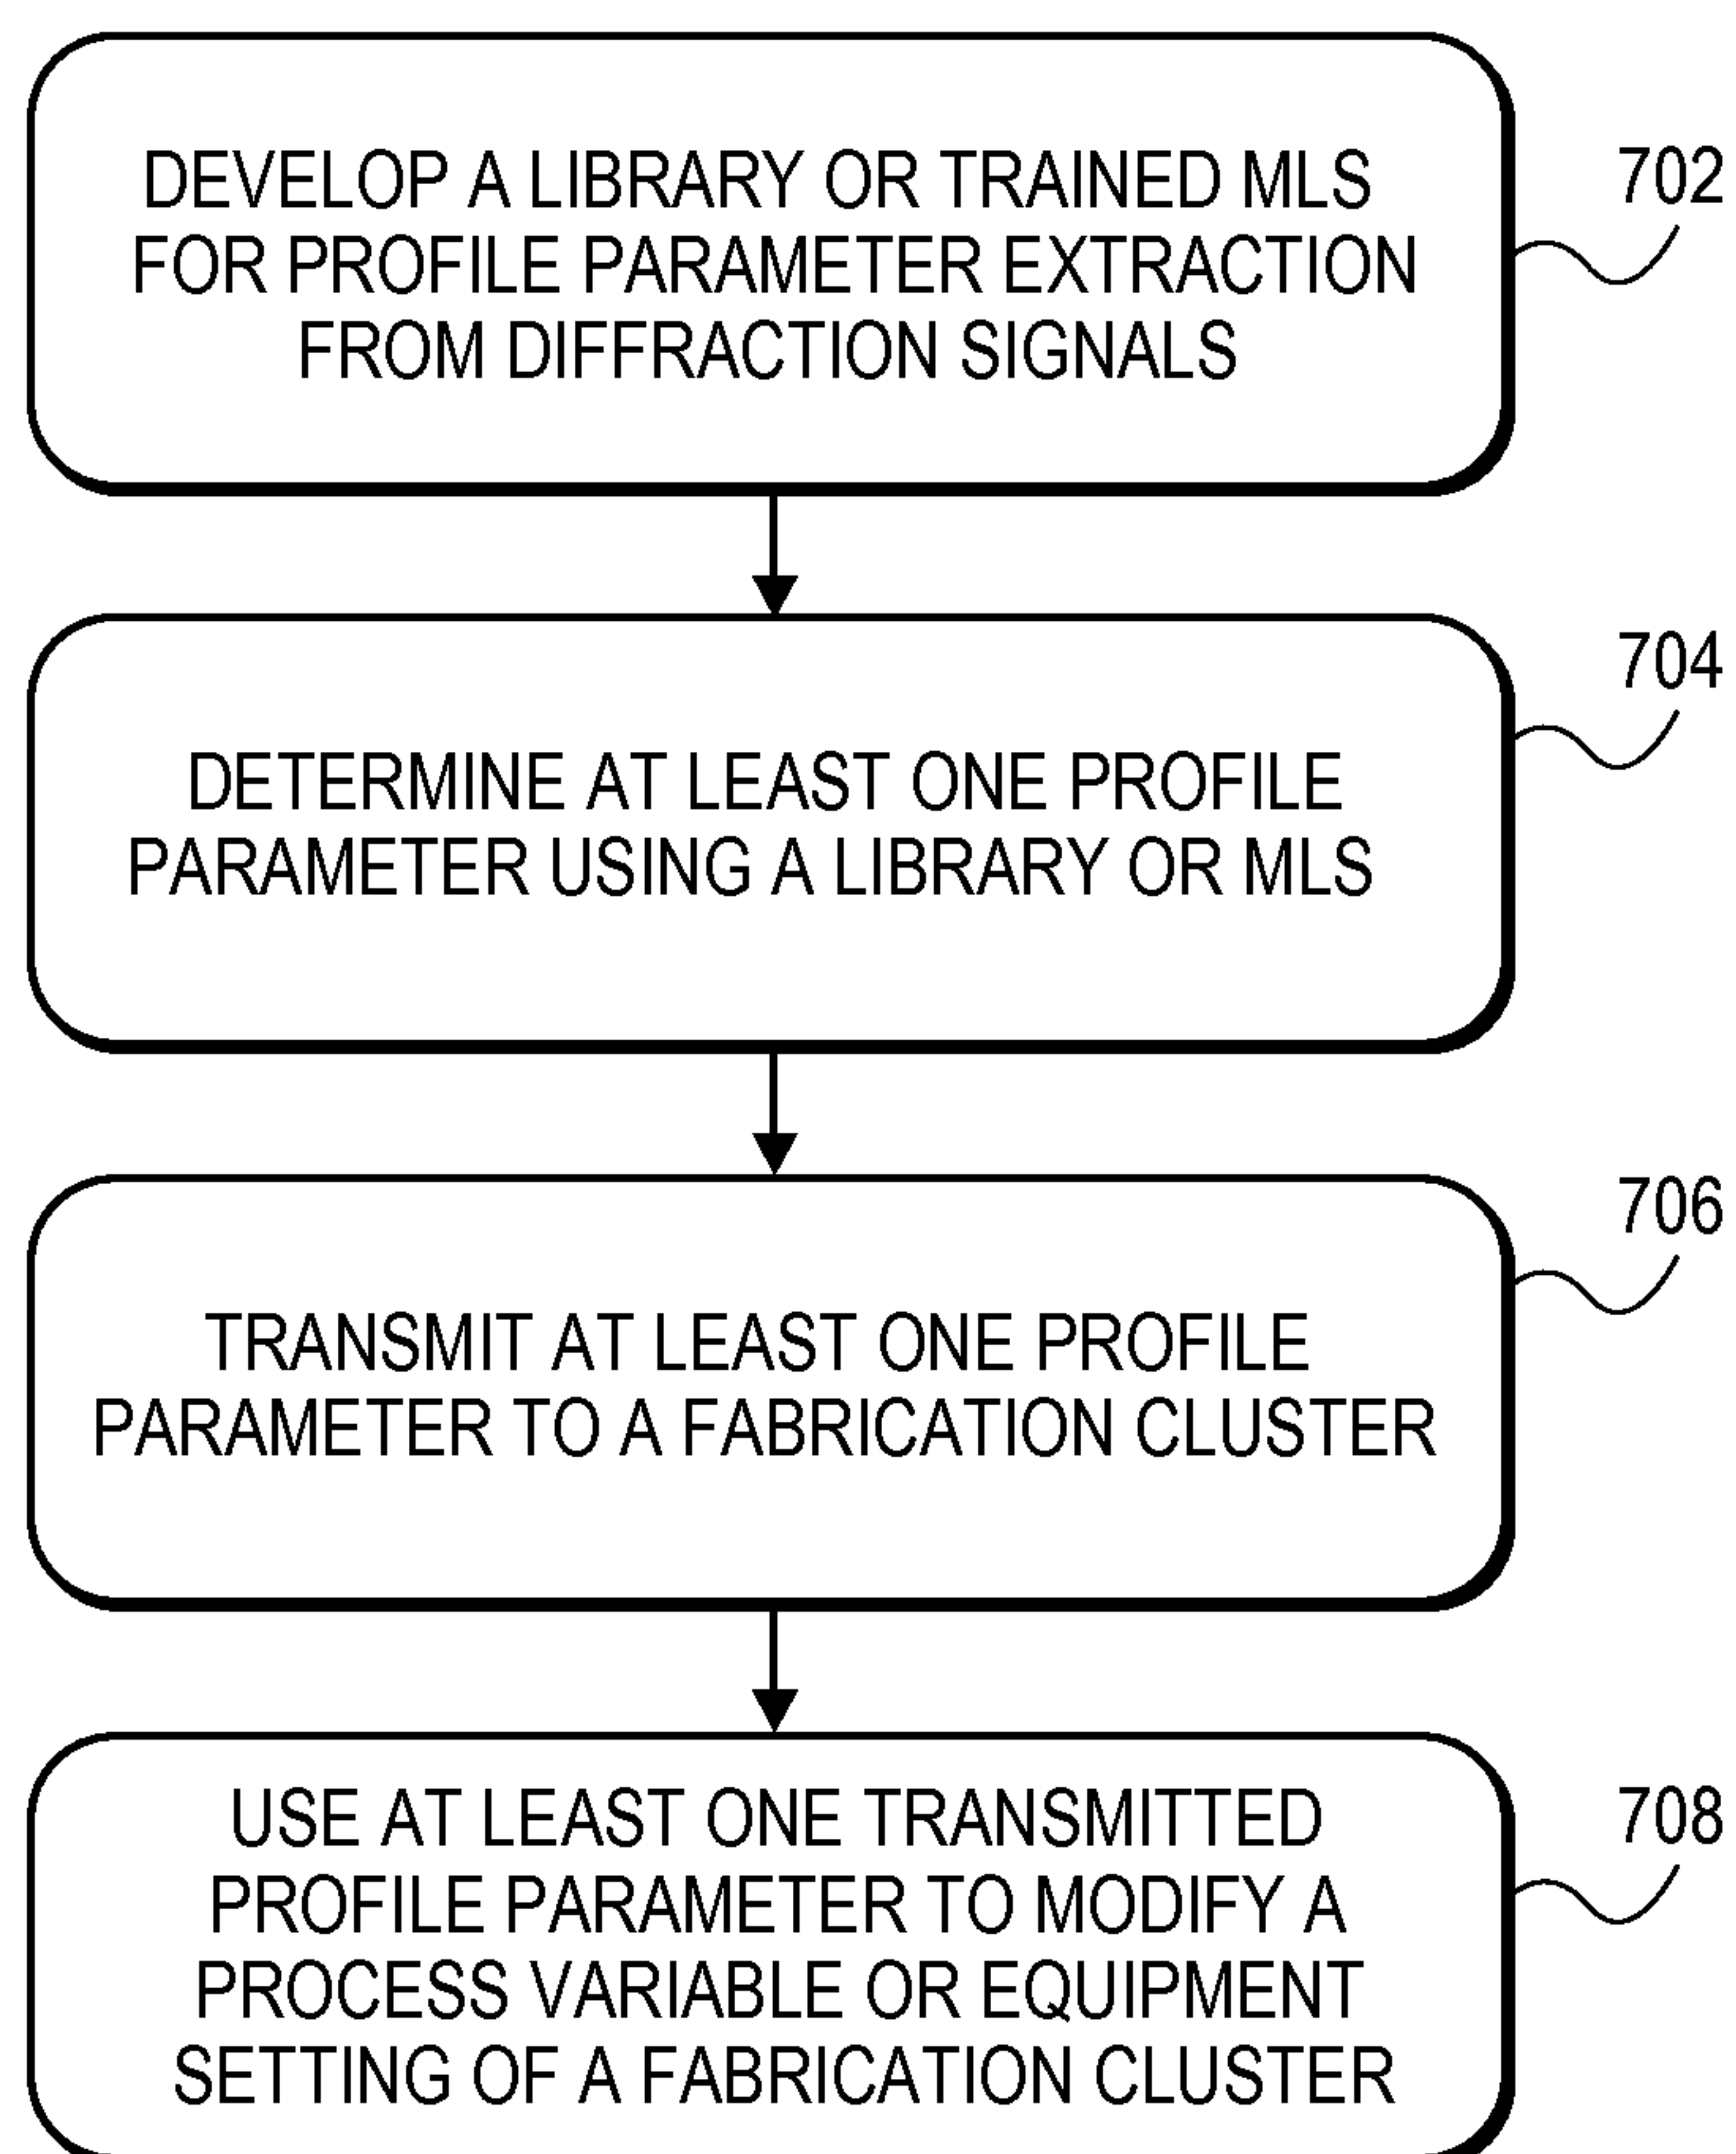 DEVELOP A LIBRARY OR TRAINED MLS
FOR PROFILE PARAMETER EXTRACTION
FROM DIFFRACTION SIGNALS
702
DETERMINE AT LEAST ONE PROFILE
PARAMETER USING A LIBRARY OR MLS
704
TRANSMIT AT LEAST ONE PROFILE
PARAMETER TO A FABRICATION CLUSTER
706
USE AT LEAST ONE TRANSMITTED
PROFILE PARAMETER TO MODIFY A
PROCESS VARIABLE OR EQUIPMENT
SETTING OF A FABRICATION CLUSTER
708